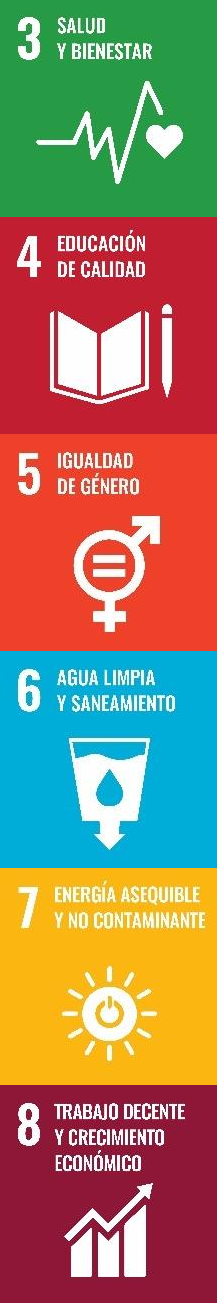 3 SALUD
Y BIENESTAR
4 EDUCACIÓN
DE CALIDAD
5 IGUALDAD
DE GÉNERO
6 AGUA LIMPIA
Y SANEAMIENTO
7 ENERGÍA ASEQUIBLE
Y NO CONTAMINANTE
8 TRABAJO DECENTE
Y CRECIMIENTO
ECONÓMICO